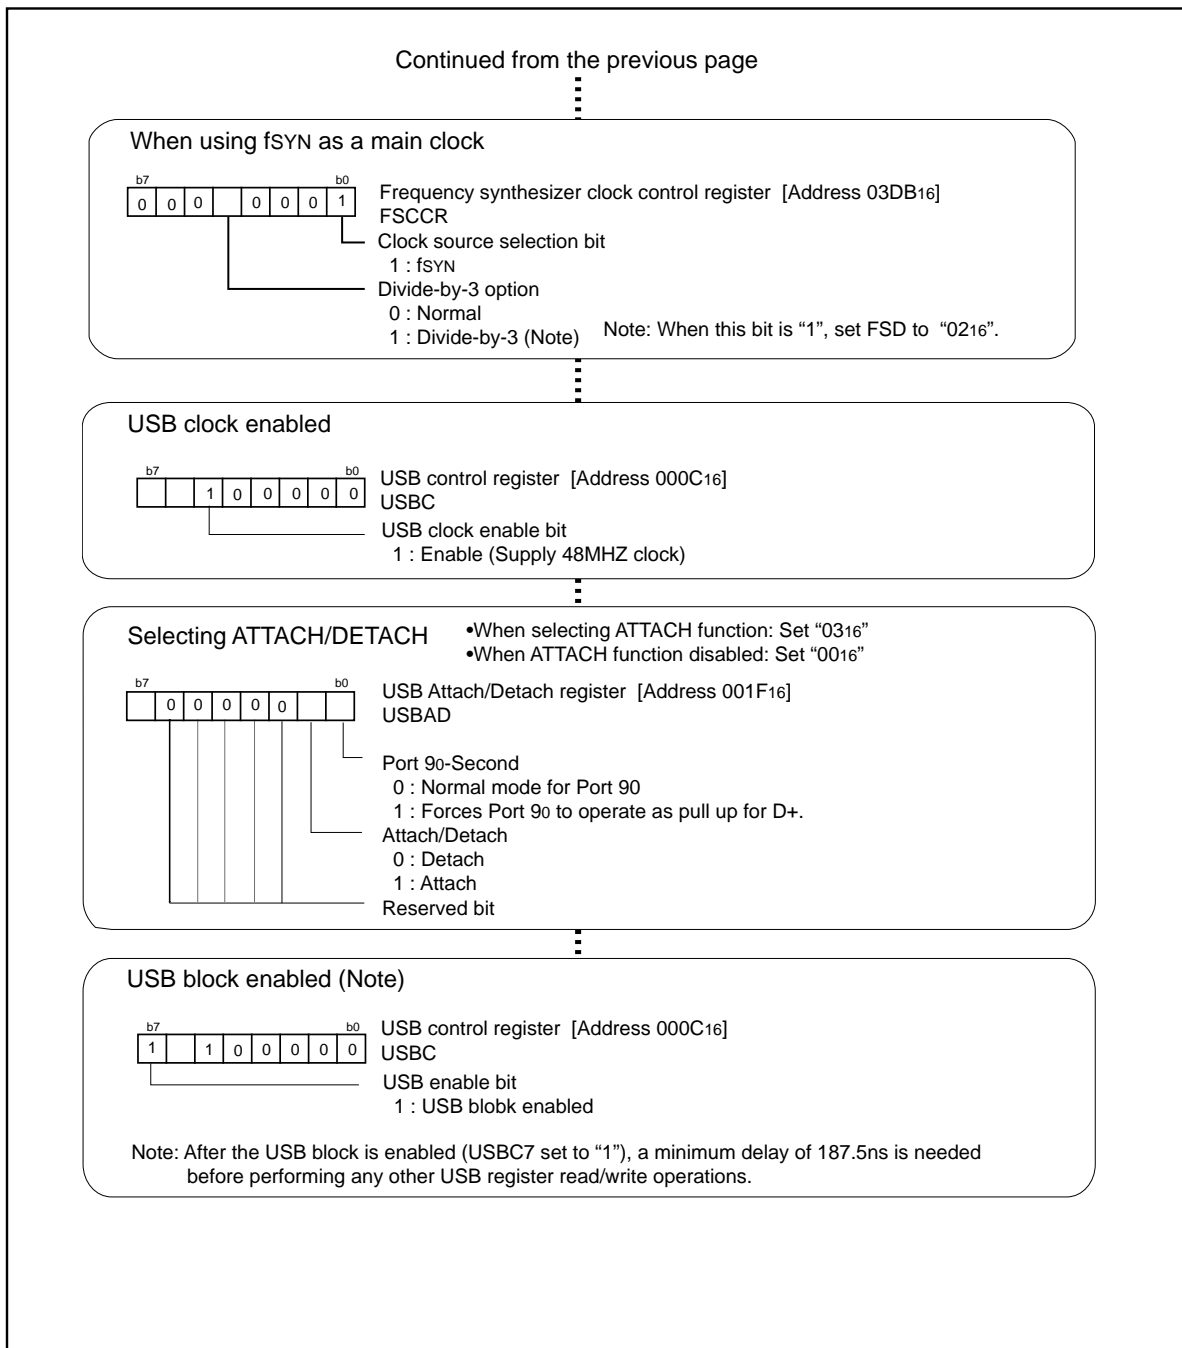 Continued from the previous page
When using fSYN as a main clock
b7 b0
0 0 0 0 0 0 1
Frequency synthesizer clock control register [Address 03DB16]
FSCCR
Clock source selection bit
1 : fSYN
Divide-by-3 option
0 : Normal
1 : Divide-by-3 (Note) Note: When this bit is “1”, set FSD to “0216”.
USB clock enabled
b7 b0
1 0 0 0 0 0
USB control register [Address 000C16]
USBC
USB clock enable bit
1 : Enable (Supply 48MHZ clock)
Selecting ATTACH/DETACH
•When selecting ATTACH function: Set “0316”
•When ATTACH function disabled: Set “0016”
b7 b0
0 0 0 0 0
USB Attach/Detach register [Address 001F16]
USBAD
Port 90-Second
0 : Normal mode for Port 90
1 : Forces Port 90 to operate as pull up for D+.
Attach/Detach
0 : Detach
1 : Attach
Reserved bit
USB block enabled (Note)
b7 b0
1 1 0 0 0 0 0
USB control register [Address 000C16]
USBC
USB enable bit
1 : USB blobk enabled
Note: After the USB block is enabled (USBC7 set to “1”), a minimum delay of 187.5ns is needed
before performing any other USB register read/write operations.